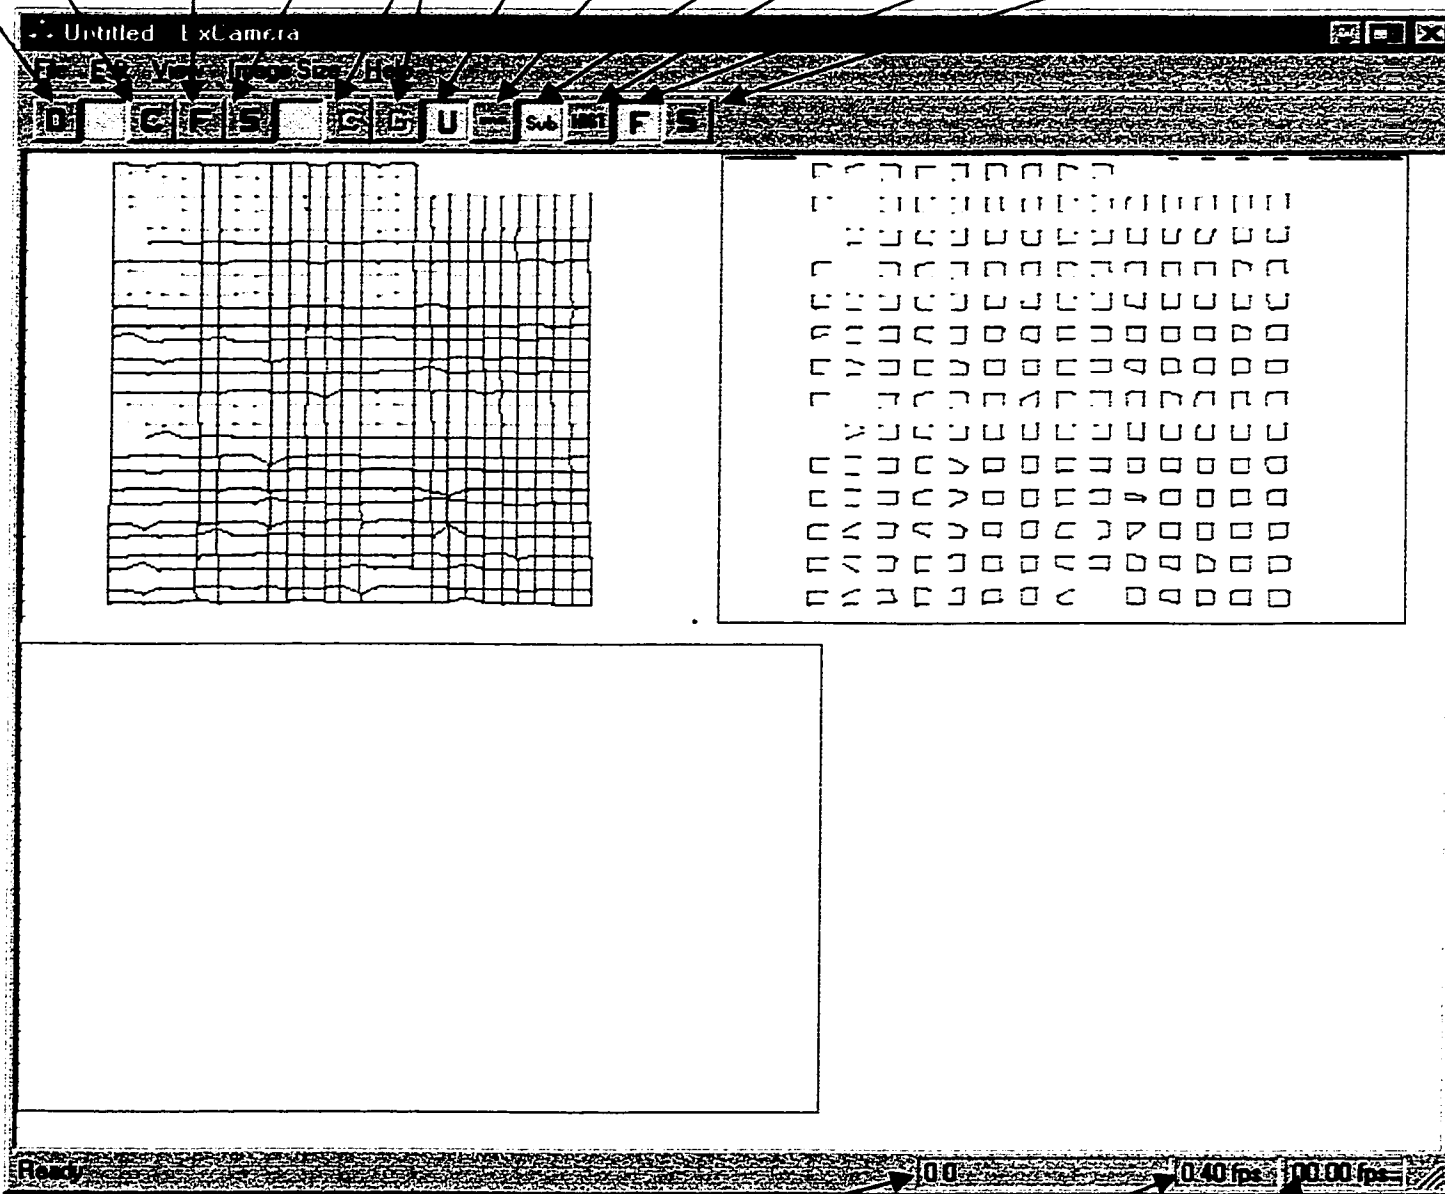 Untitled ExCamera
File Edit View Image Size Help
D C F S C G U Sub F S
Ready 0.0 0.40 fps 00.00 fps